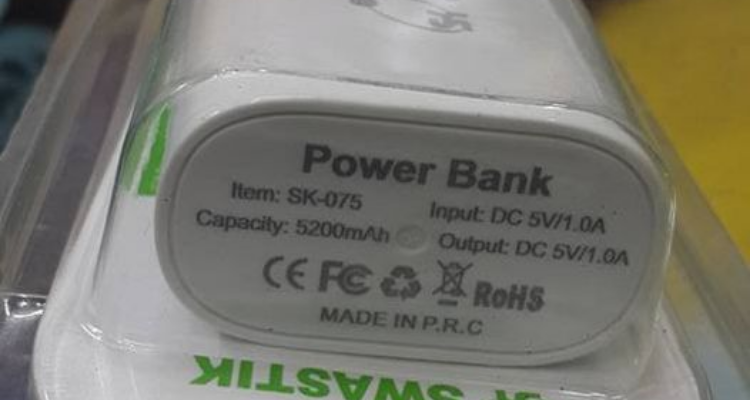 Power Bank
Item: SK-075 Input: DC 5V/1.0A
Capacity: 5200mAh Output: DC 5V/1.0A
CE FC RoHS
MADE IN P.R.C
SWASTIK